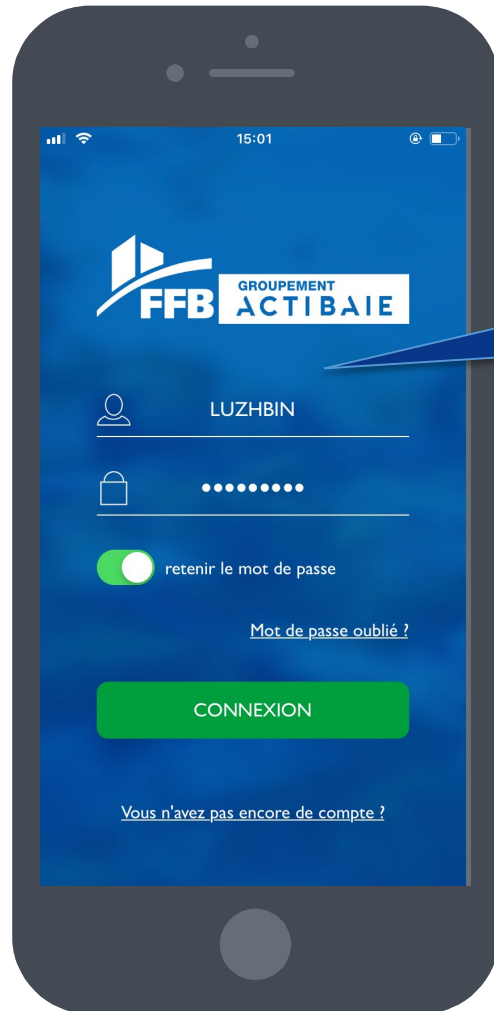 15:01
FFB
GROUPEMENT
ACTIBAIE
LUZHBIN
•••••••••
retenir le mot de passe
Mot de passe oublié ?
CONNEXION
Vous n'avez pas encore de compte ?